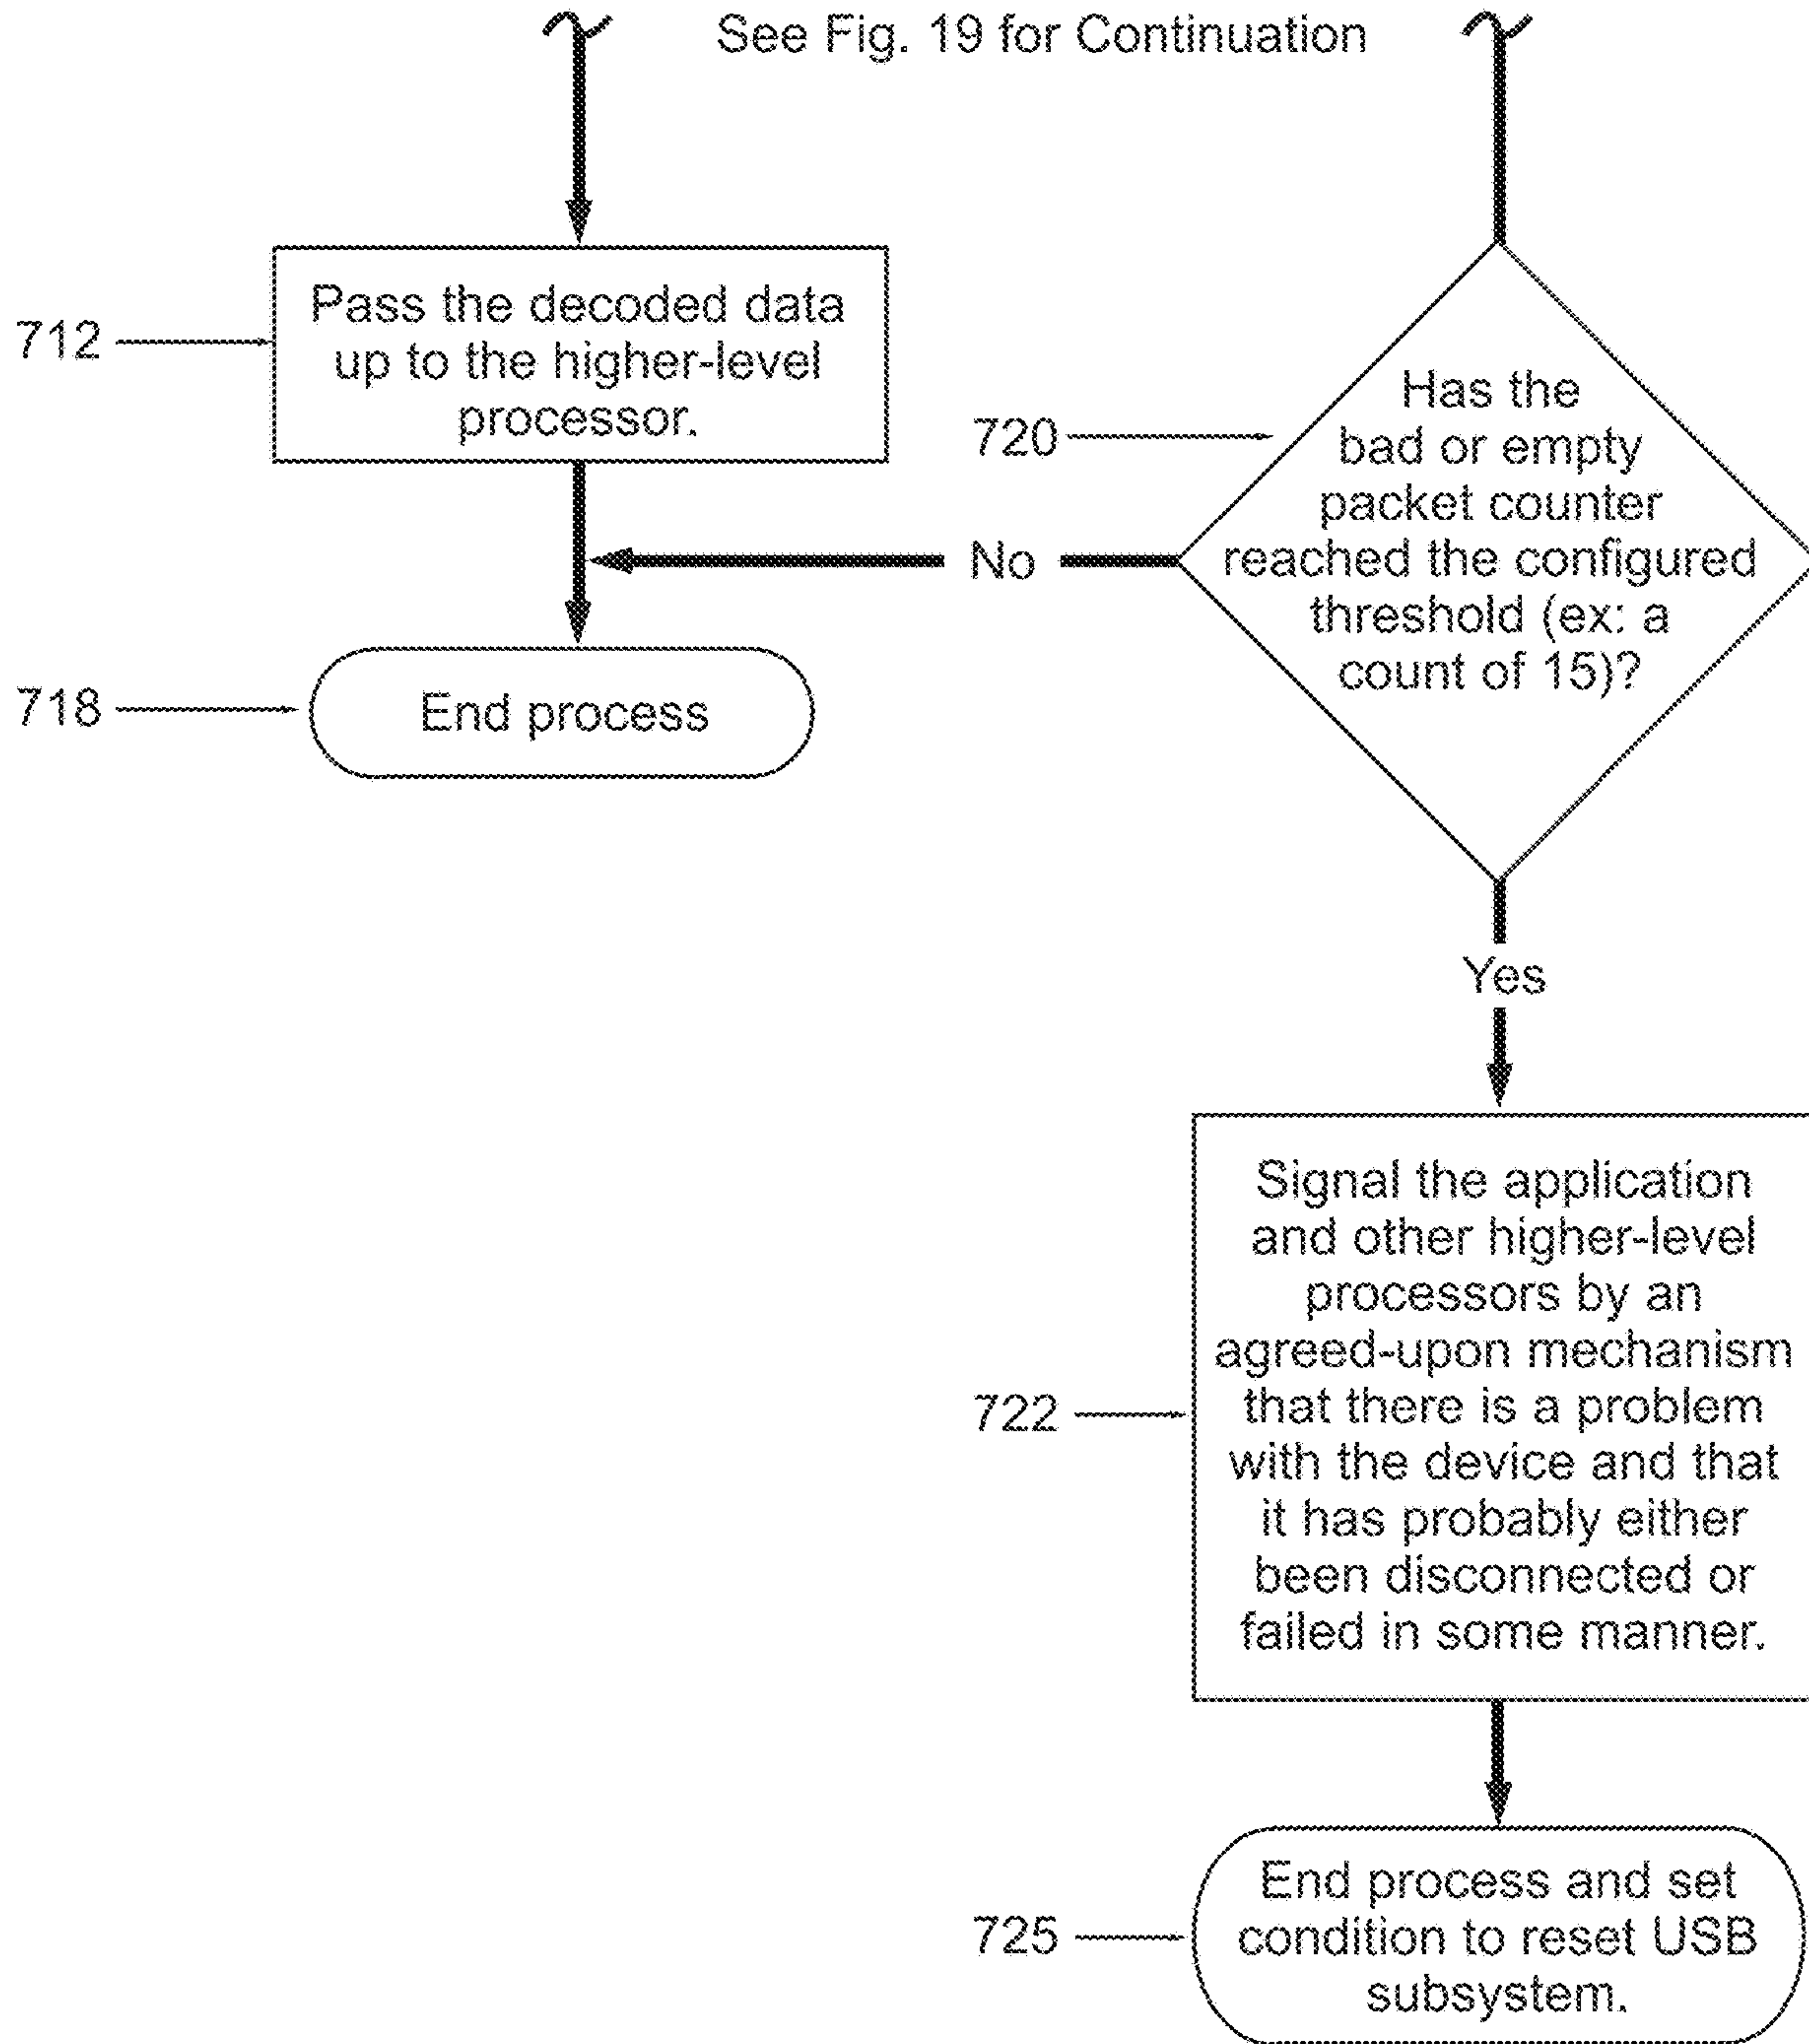 See Fig. 19 for Continuation
712
Pass the decoded data
up to the higher-level
processor.
720
Has the
bad or empty
packet counter
reached the configured
threshold (ex: a
count of 15)?
No
718
End process
Yes
722
Signal the application
and other higher-level
processors by an
agreed-upon mechanism
that there is a problem
with the device and that
it has probably either
been disconnected or
failed in some manner.
725
End process and set
condition to reset USB
subsystem.